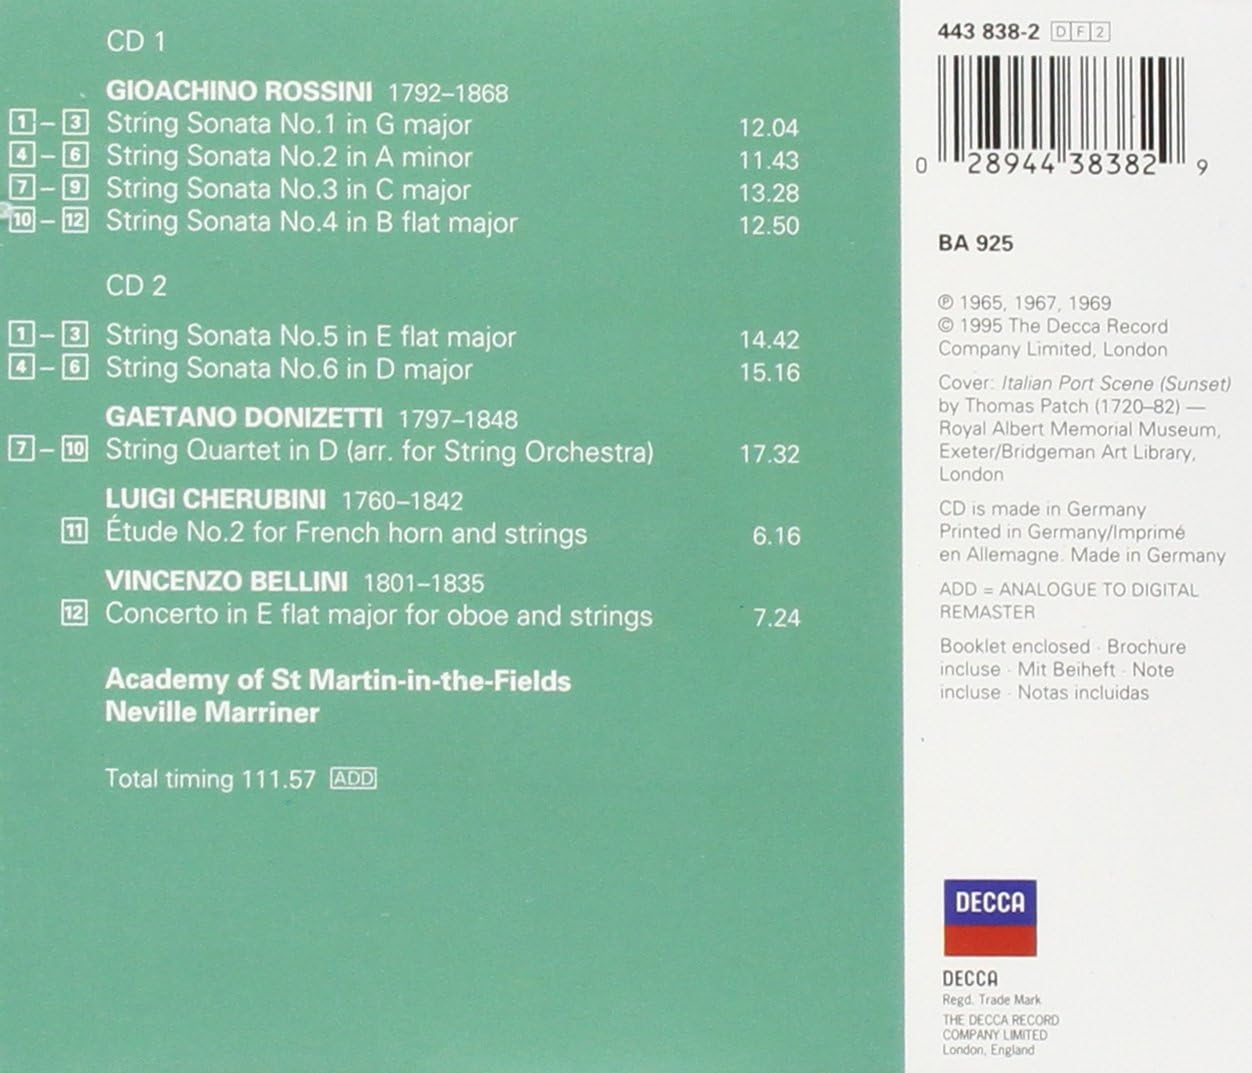 CD 1
GIOACHINO ROSSINI 1792–1868
1 – 3 String Sonata No.1 in G major 12.04
4 – 6 String Sonata No.2 in A minor 11.43
7 – 9 String Sonata No.3 in C major 13.28
10 – 12 String Sonata No.4 in B flat major 12.50
CD 2
1 – 3 String Sonata No.5 in E flat major 14.42
4 – 6 String Sonata No.6 in D major 15.16
GAETANO DONIZETTI 1797–1848
7 – 10 String Quartet in D (arr. for String Orchestra) 17.32
LUIGI CHERUBINI 1760–1842
11 Étude No.2 for French horn and strings 6.16
VINCENZO BELLINI 1801–1835
12 Concerto in E flat major for oboe and strings 7.24
Academy of St Martin-in-the-Fields
Neville Marriner
Total timing 111.57 ADD
443 838-2 D F 2
0 28944 38382 9
BA 925
℗ 1965, 1967, 1969
© 1995 The Decca Record
Company Limited, London
Cover: Italian Port Scene (Sunset)
by Thomas Patch (1720–82) —
Royal Albert Memorial Museum,
Exeter/Bridgeman Art Library,
London
CD is made in Germany
Printed in Germany/Imprimé
en Allemagne. Made in Germany
ADD = ANALOGUE TO DIGITAL
REMASTER
Booklet enclosed · Brochure
incluse · Mit Beiheft · Note
incluse · Notas incluidas
DECCA
DECCA
Regd. Trade Mark
THE DECCA RECORD
COMPANY LIMITED
London, England